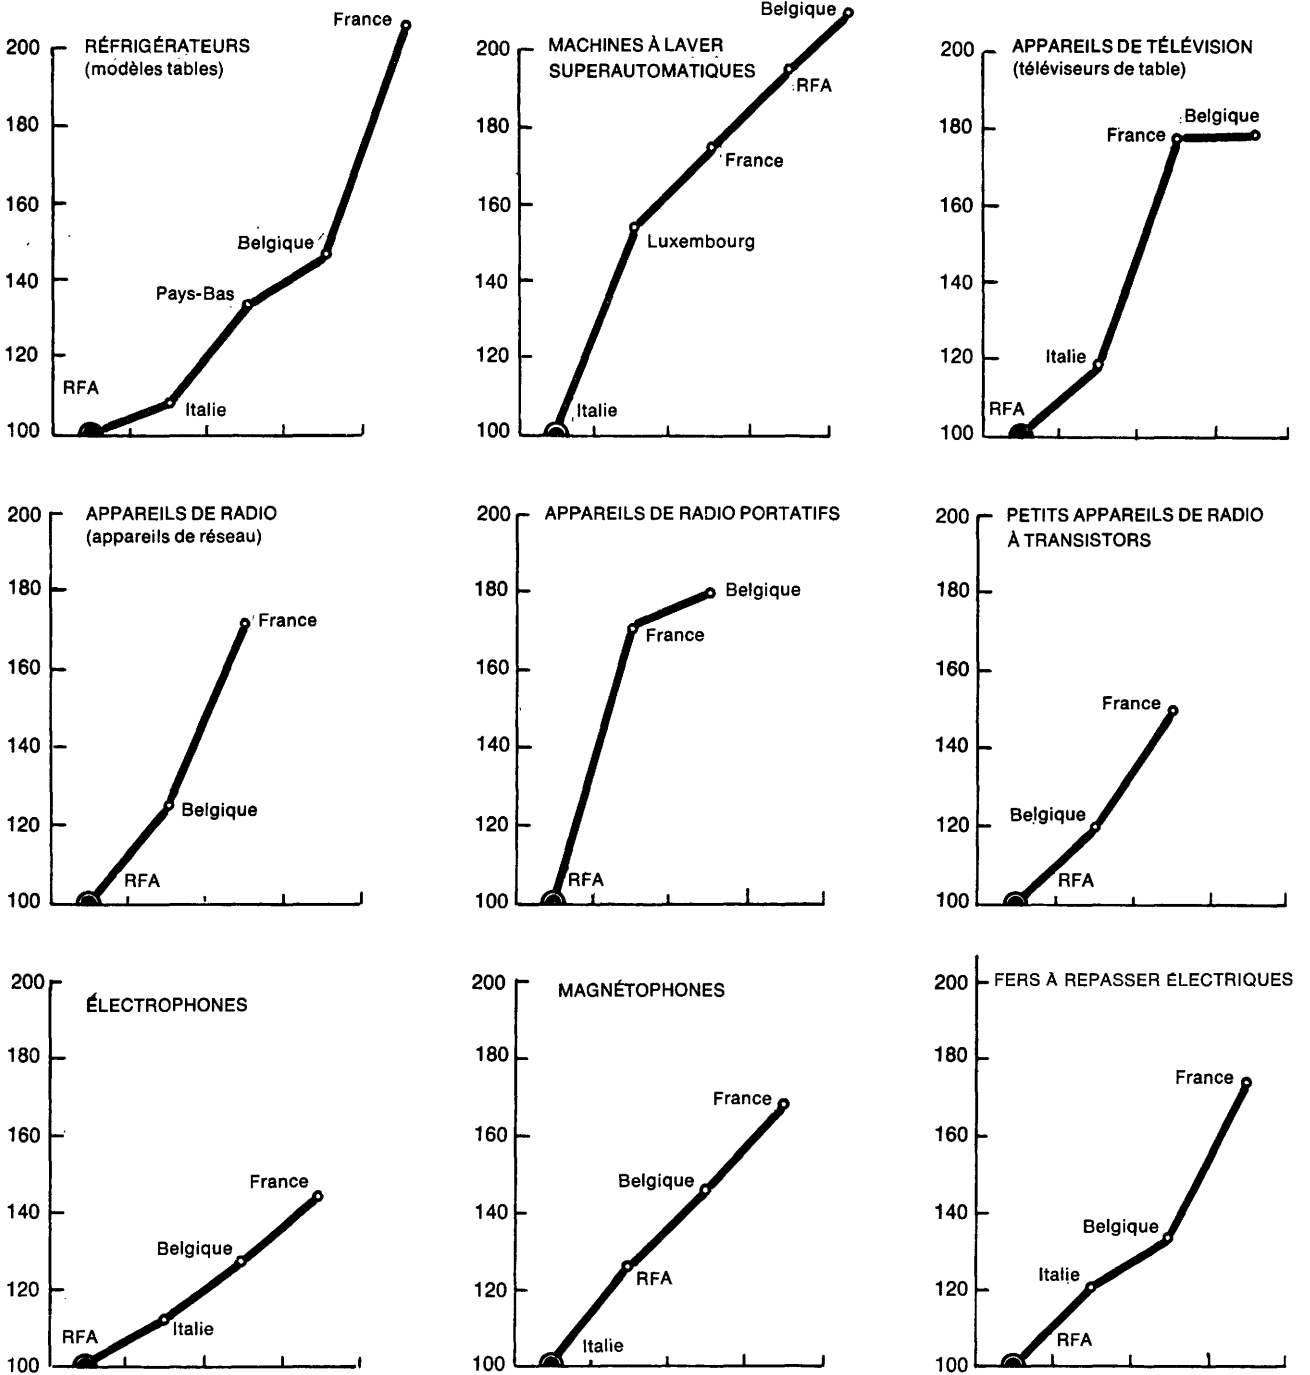 RÉFRIGÉRATEURS
(modèles tables)
200
180
160
140
120
100
France
Belgique
Pays-Bas
Italie
RFA
MACHINES À LAVER
SUPERAUTOMATIQUES
200
180
160
140
120
100
Belgique
RFA
France
Luxembourg
Italie
APPAREILS DE TÉLÉVISION
(téléviseurs de table)
200
180
160
140
120
100
Belgique
France
Italie
RFA
APPAREILS DE RADIO
(appareils de réseau)
200
180
160
140
120
100
France
Belgique
RFA
APPAREILS DE RADIO PORTATIFS
200
180
160
140
120
100
Belgique
France
RFA
PETITS APPAREILS DE RADIO
À TRANSISTORS
200
180
160
140
120
100
France
Belgique
RFA
ÉLECTROPHONES
200
180
160
140
120
100
France
Belgique
Italie
RFA
MAGNÉTOPHONES
200
180
160
140
120
100
France
Belgique
RFA
Italie
FERS À REPASSER ÉLECTRIQUES
200
180
160
140
120
100
France
Belgique
Italie
RFA